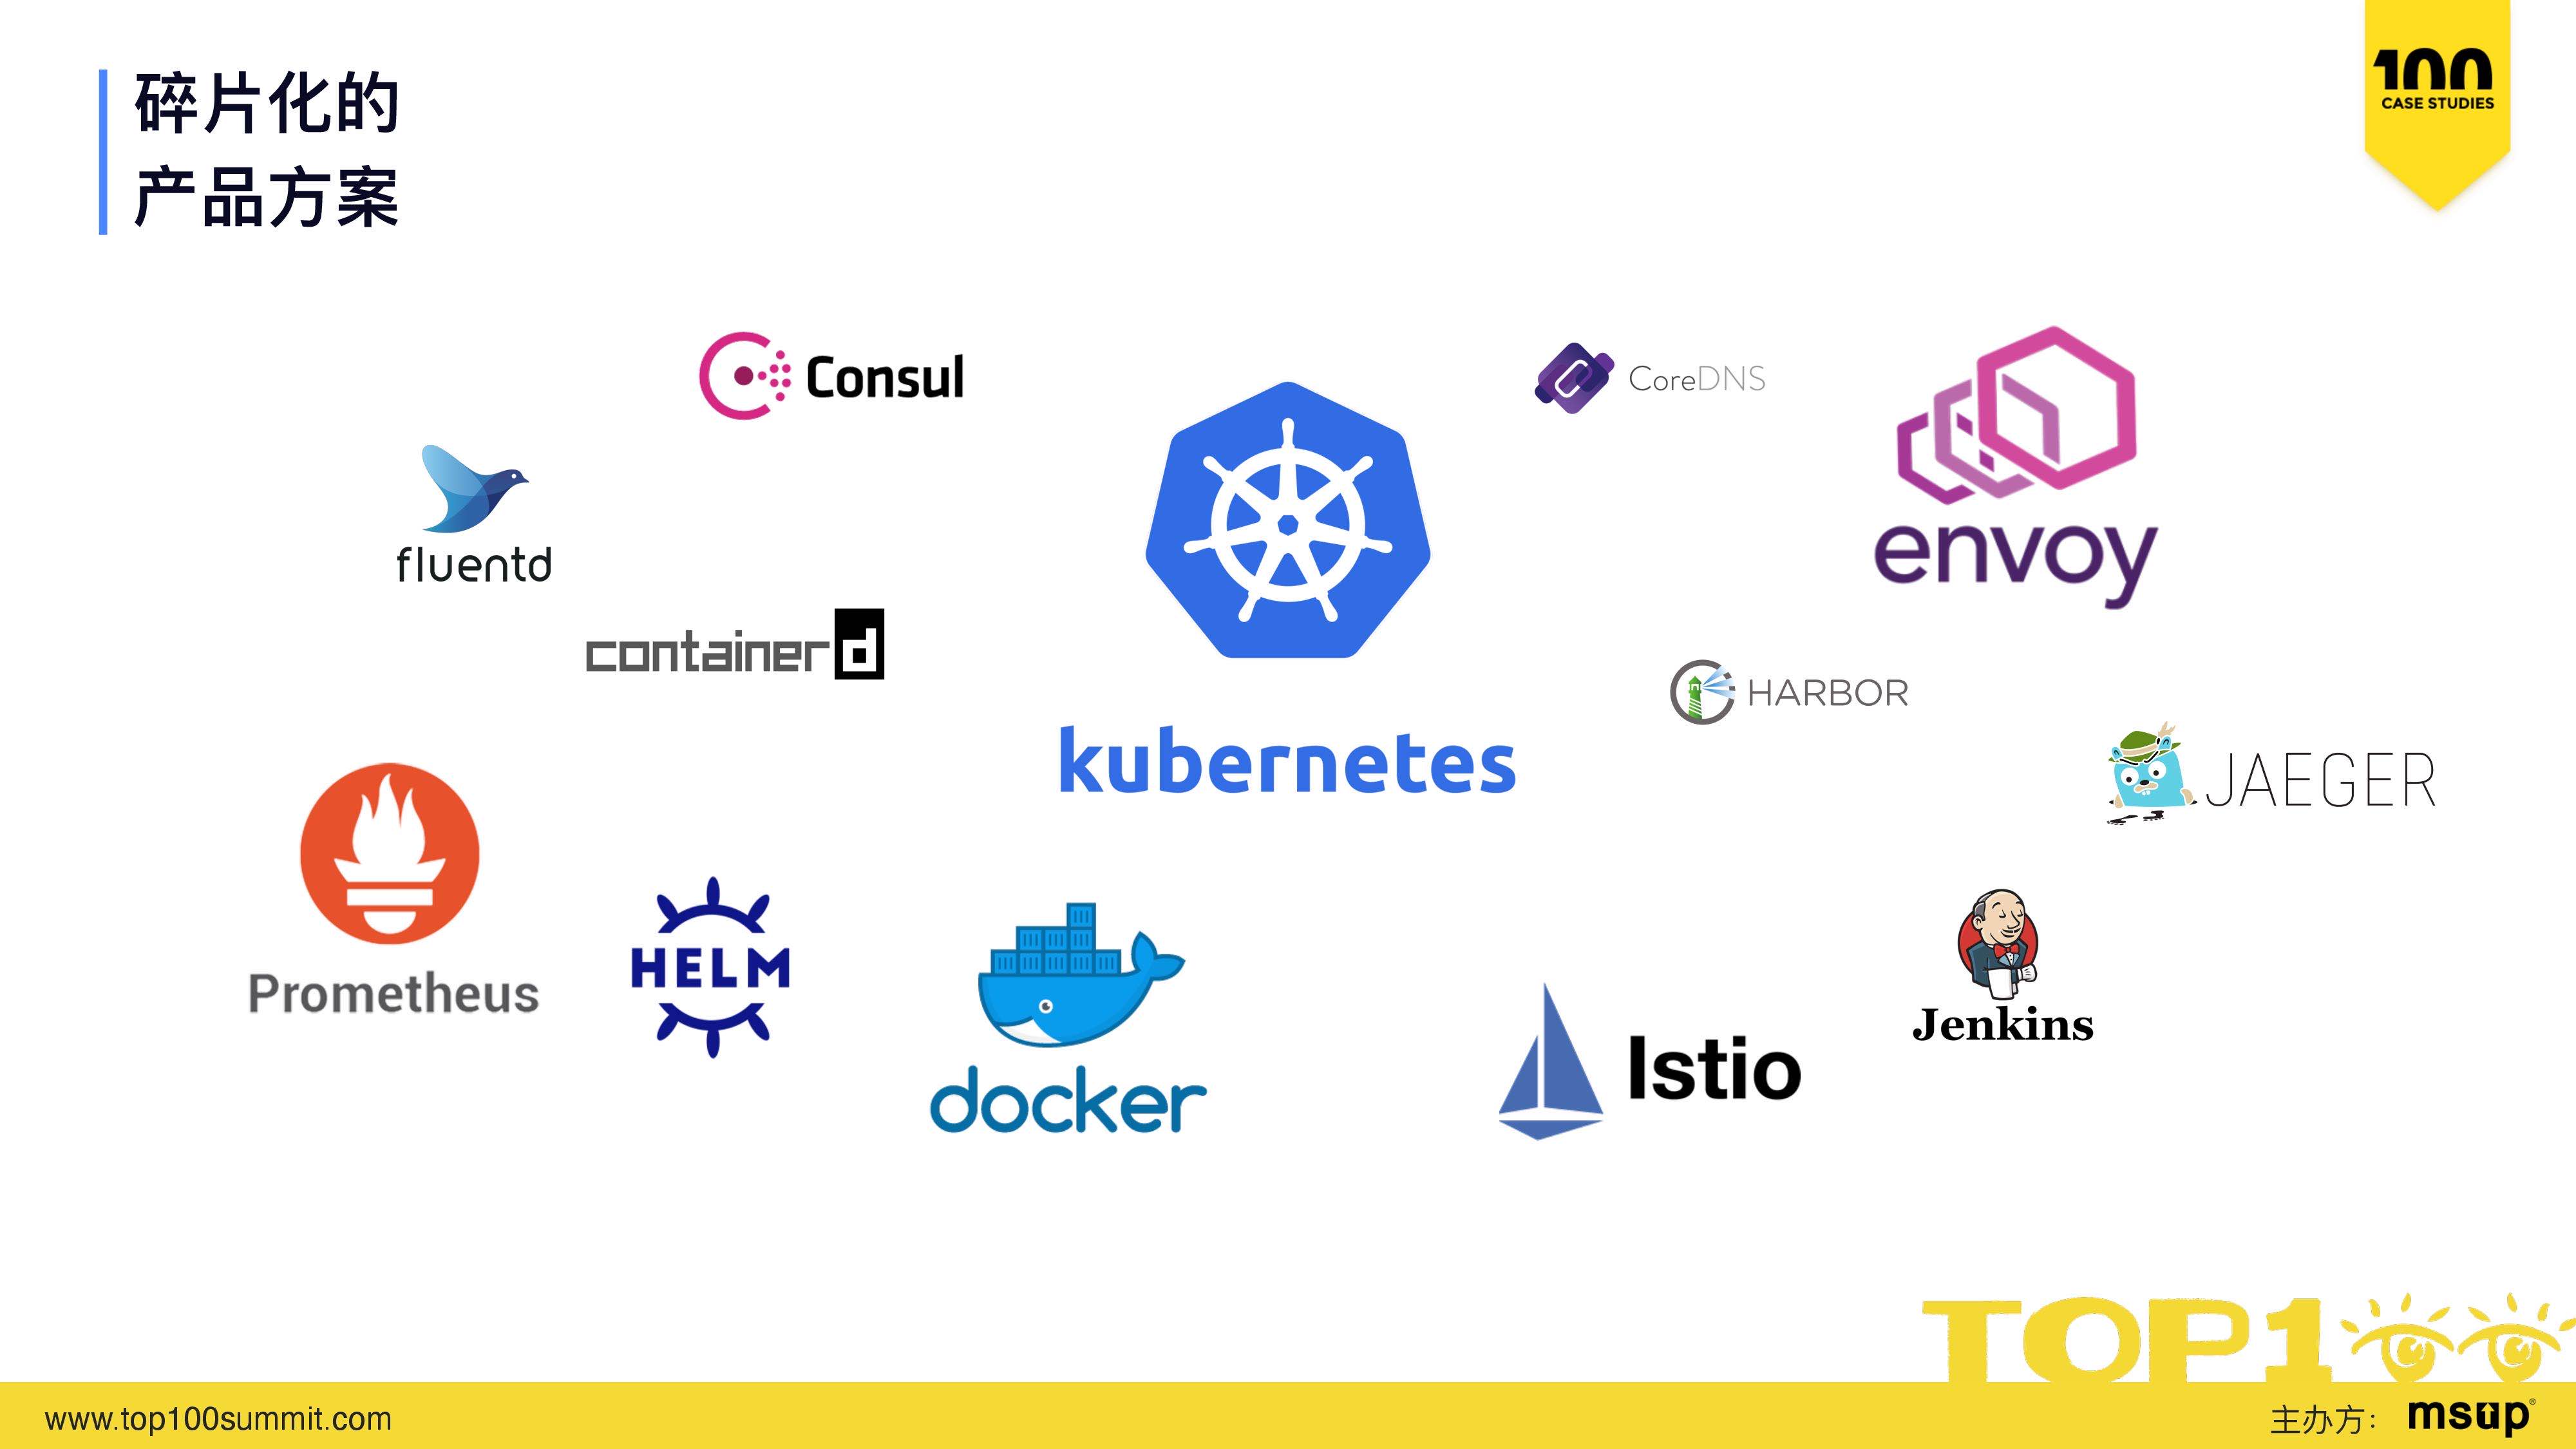 碎片化的
产品方案
100
CASE STUDIES
Consul
CoreDNS
envoy
fluentd
containerd
kubernetes
HARBOR
JAEGER
Prometheus
HELM
docker
Istio
Jenkins
TOP100
www.top100summit.com
主办方：
msup®